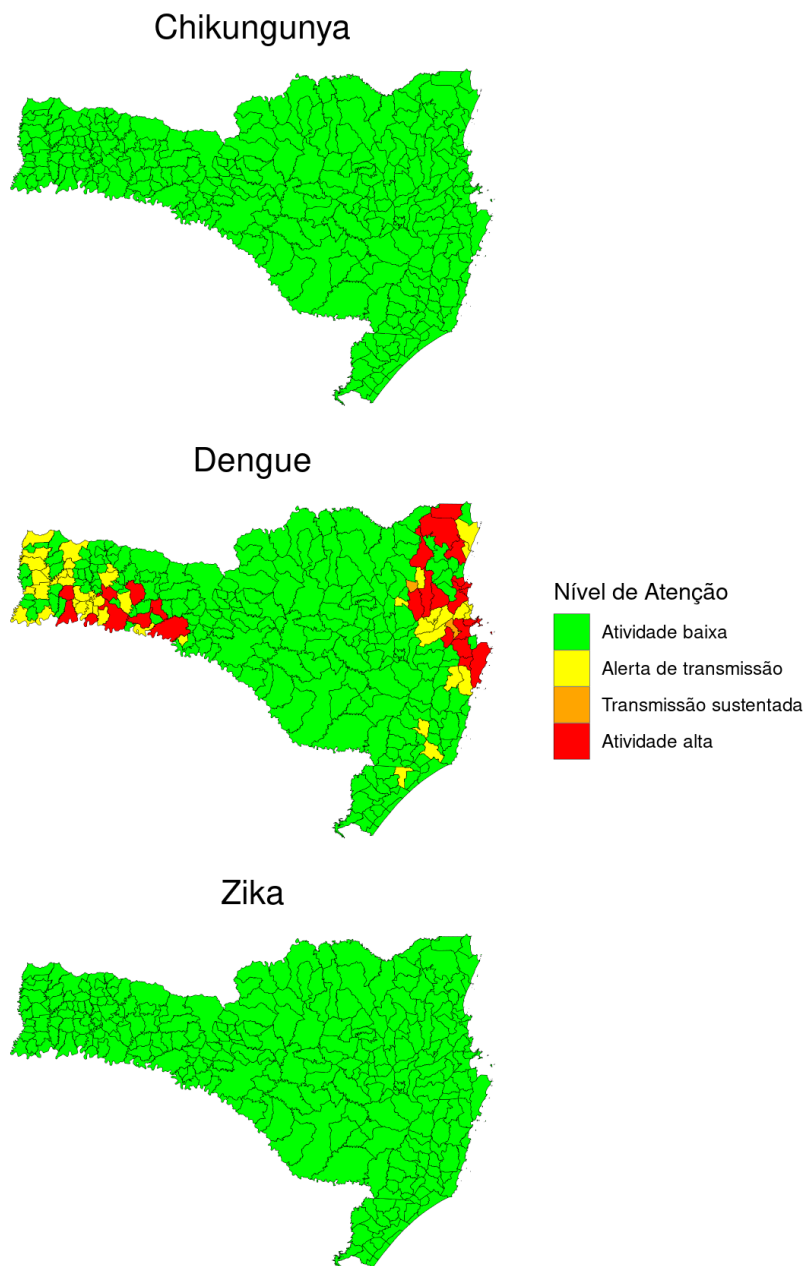 Chikungunya
Dengue
Nível de Atenção
Atividade baixa
Alerta de transmissão
Transmissão sustentada
Atividade alta
Zika